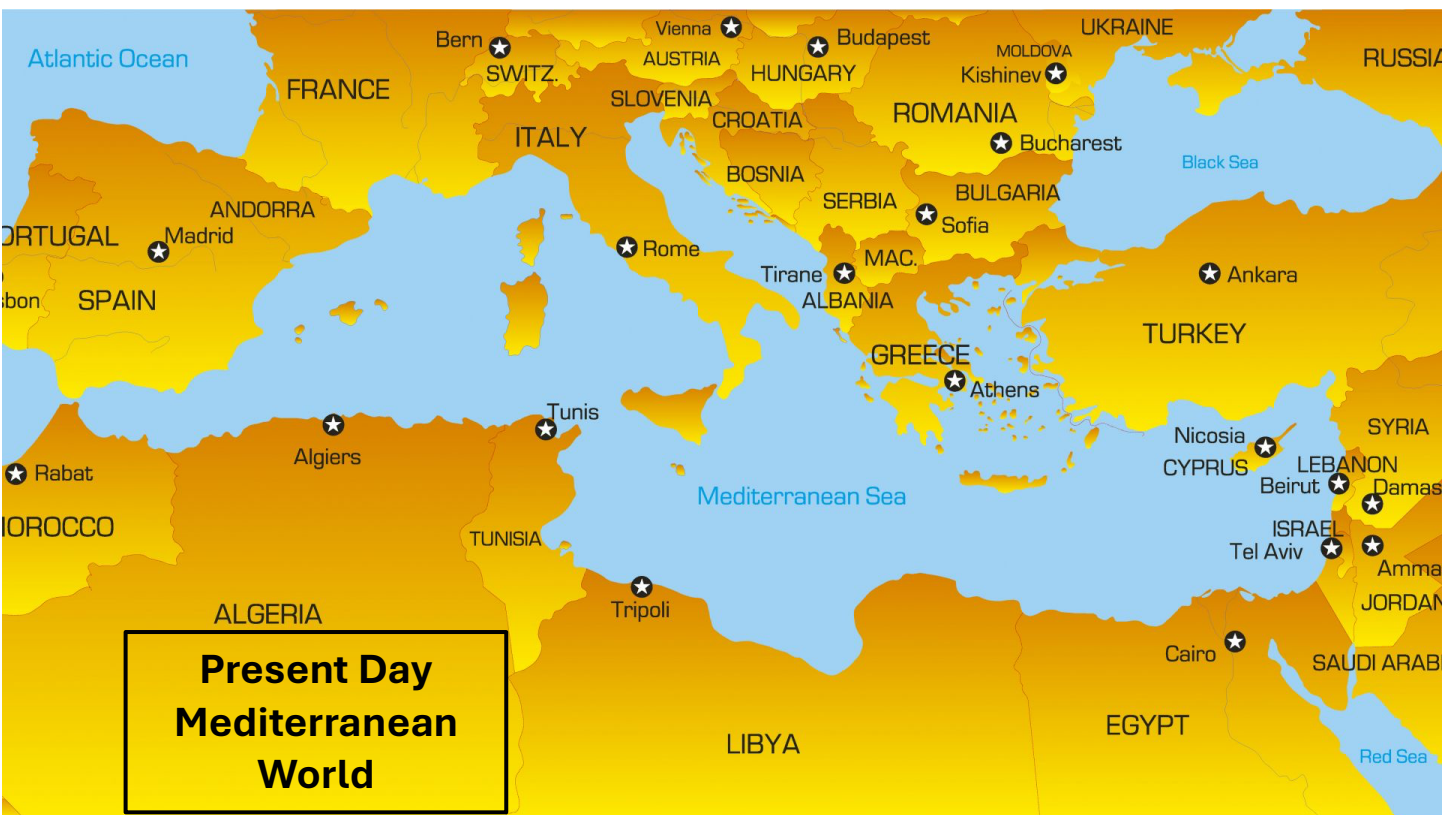 Atlantic Ocean
FRANCE
Bern
SWITZ.
Vienna
AUSTRIA
Budapest
HUNGARY
UKRAINE
MOLDOVA
Kishinev
RUSSIA
SLOVENIA
CROATIA
ROMANIA
Bucharest
ITALY
Black Sea
BOSNIA
SERBIA
BULGARIA
Sofia
ANDORRA
ORTUGAL
Madrid
Rome
MAC.
Tirane
ALBANIA
Ankara
sbon
SPAIN
TURKEY
GREECE
Athens
Tunis
Algiers
Rabat
Nicosia
CYPRUS
SYRIA
LEBANON
Beirut
Damas
Mediterranean Sea
OROCCO
TUNISIA
ISRAEL
Tel Aviv
Amma
JORDAN
ALGERIA
Tripoli
Cairo
SAUDI ARABI
Present Day
Mediterranean
World
LIBYA
EGYPT
Red Sea